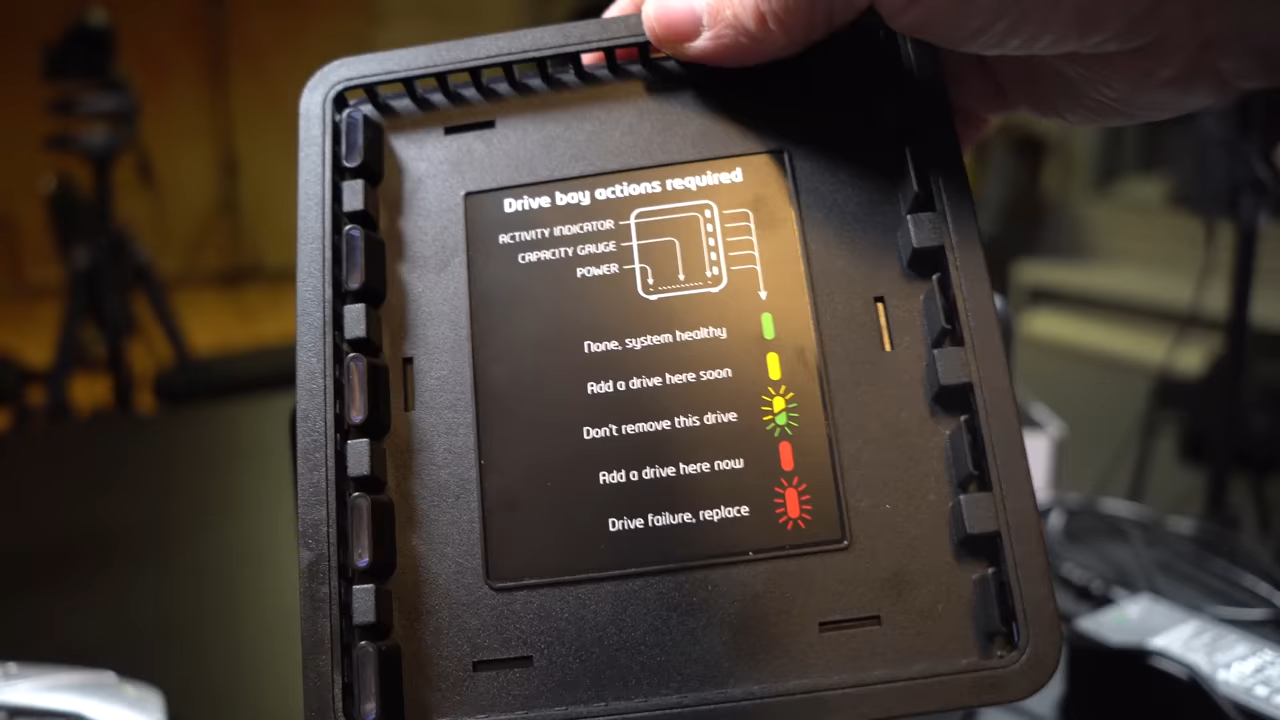 Drive bay actions required
ACTIVITY INDICATOR
CAPACITY GAUGE
POWER
None, system healthy
Add a drive here soon
Don't remove this drive
Add a drive here now
Drive failure, replace